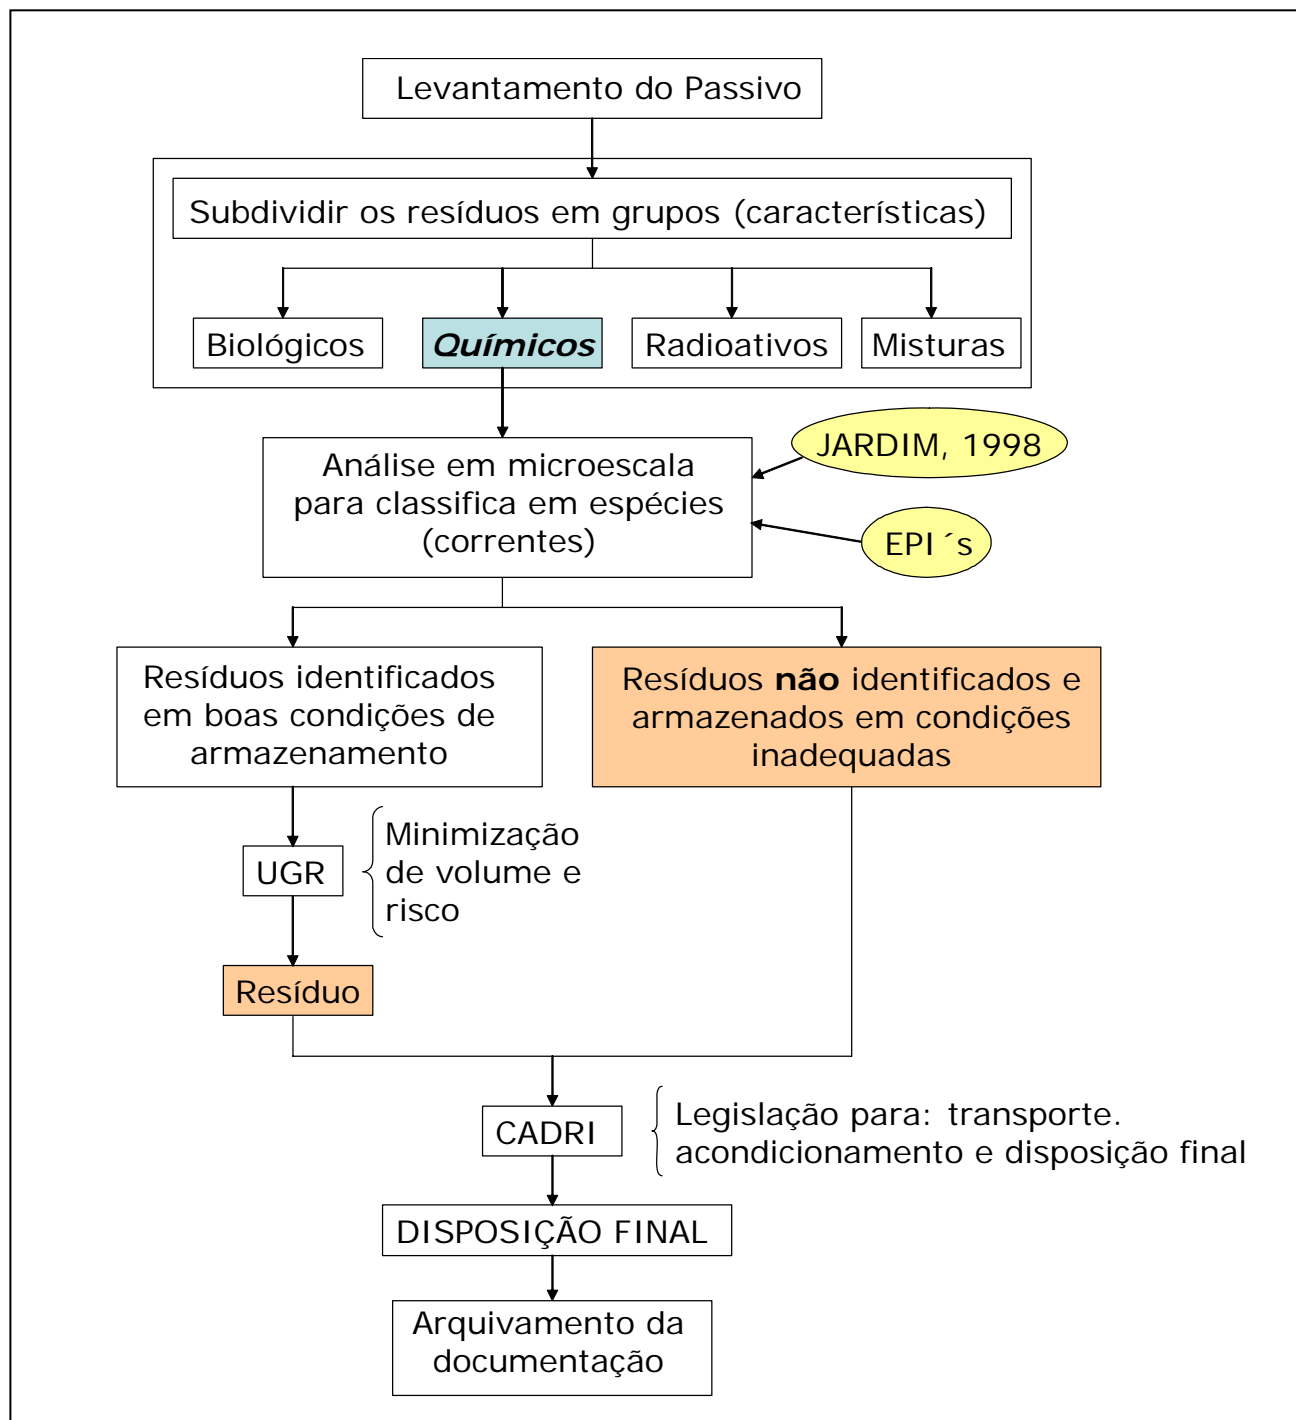 Levantamento do Passivo
Subdividir os resíduos em grupos (características)
Biológicos
Químicos
Radioativos
Misturas
Análise em microescala
para classifica em espécies
(correntes)
JARDIM, 1998
EPI´s
Resíduos identificados
em boas condições de
armazenamento
Resíduos não identificados e
armazenados em condições
inadequadas
UGR
Minimização
de volume e
risco
Resíduo
CADRI
Legislação para: transporte.
acondicionamento e disposição final
DISPOSIÇÃO FINAL
Arquivamento da
documentação